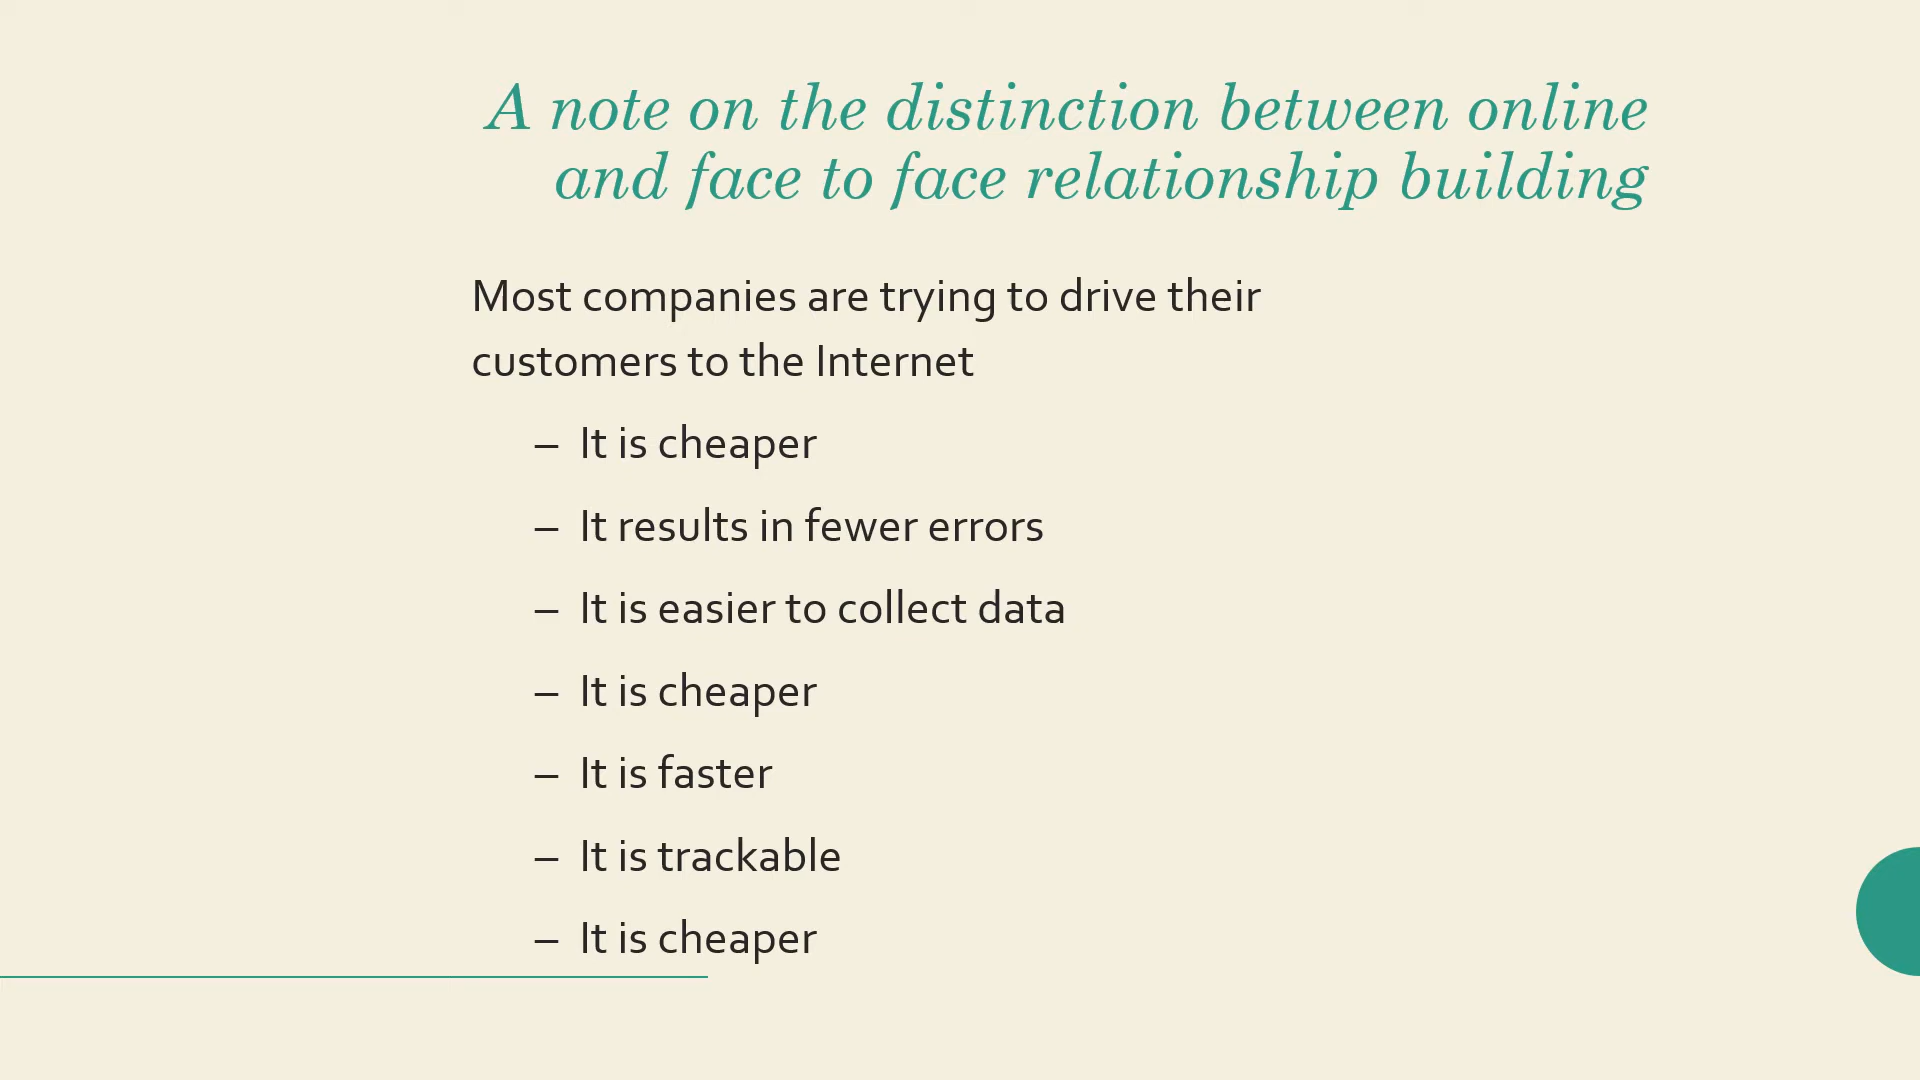 A note on the distinction between online
and face to face relationship building
Most companies are trying to drive their
customers to the Internet
– It is cheaper
– It results in fewer errors
– It is easier to collect data
– It is cheaper
– It is faster
– It is trackable
– It is cheaper